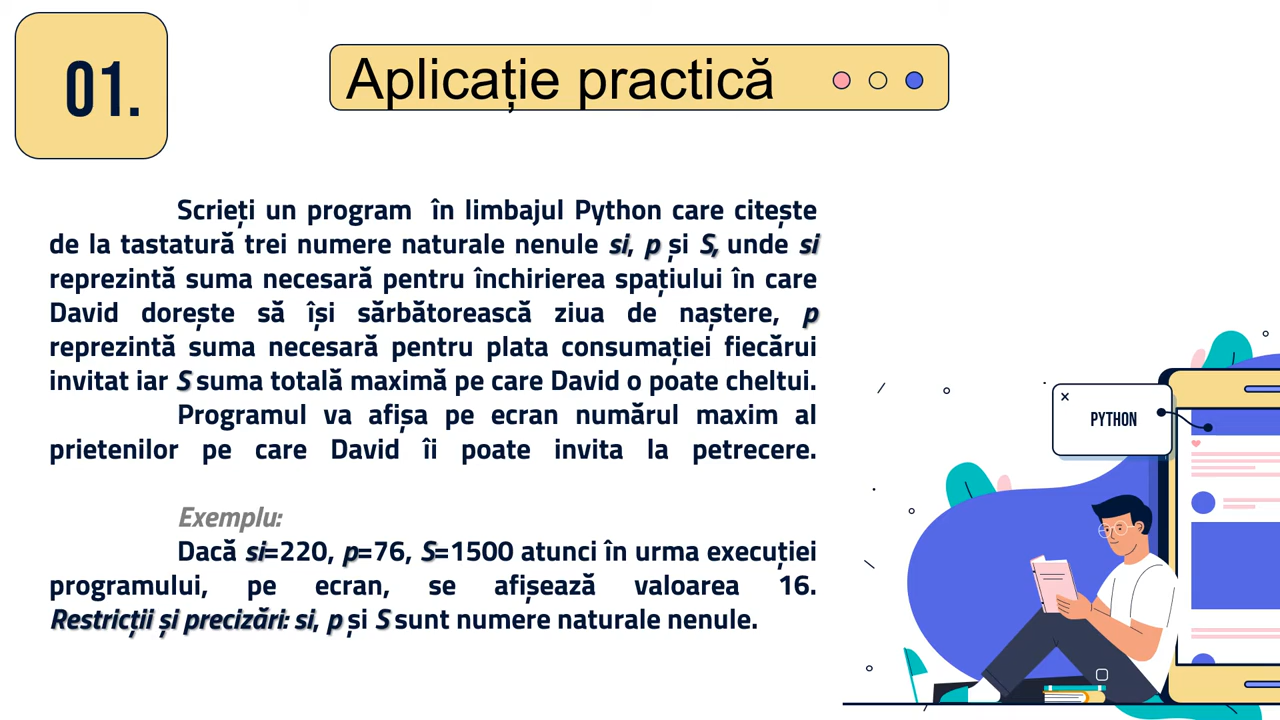 01.
Aplicație practică
Scrieți un program în limbajul Python care citește
de la tastatură trei numere naturale nenule si, p și S, unde si
reprezintă suma necesară pentru închirierea spațiului în care
David dorește să își sărbătorească ziua de naștere, p
reprezintă suma necesară pentru plata consumației fiecărui
invitat iar S suma totală maximă pe care David o poate cheltui.
Programul va afișa pe ecran numărul maxim al
prietenilor pe care David îi poate invita la petrecere.
Exemplu:
Dacă si=220, p=76, S=1500 atunci în urma execuției
programului, pe ecran, se afișează valoarea 16.
Restricții și precizări: si, p și S sunt numere naturale nenule.
PYTHON